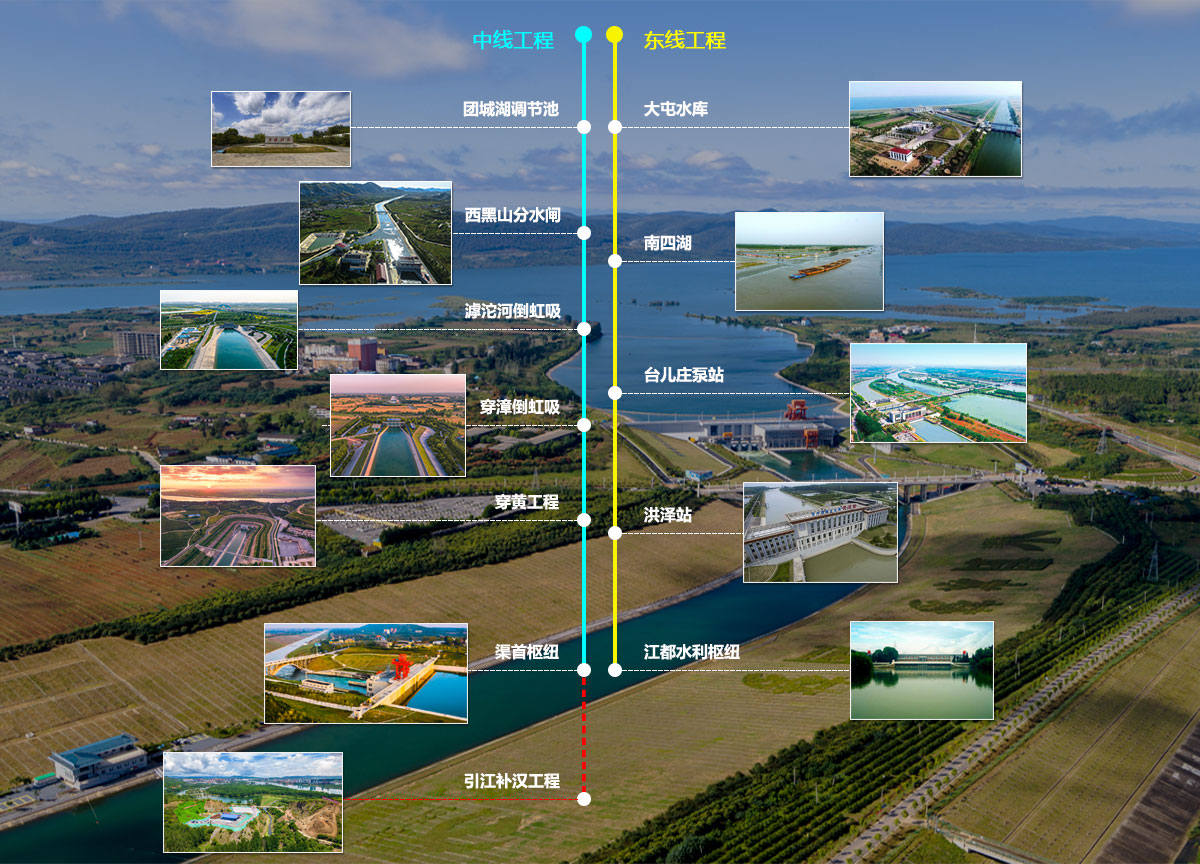 中线工程
东线工程
团城湖调节池
大屯水库
西黑山分水闸
南四湖
滹沱河倒虹吸
台儿庄泵站
穿漳倒虹吸
穿黄工程
洪泽站
渠首枢纽
江都水利枢纽
引江补汉工程